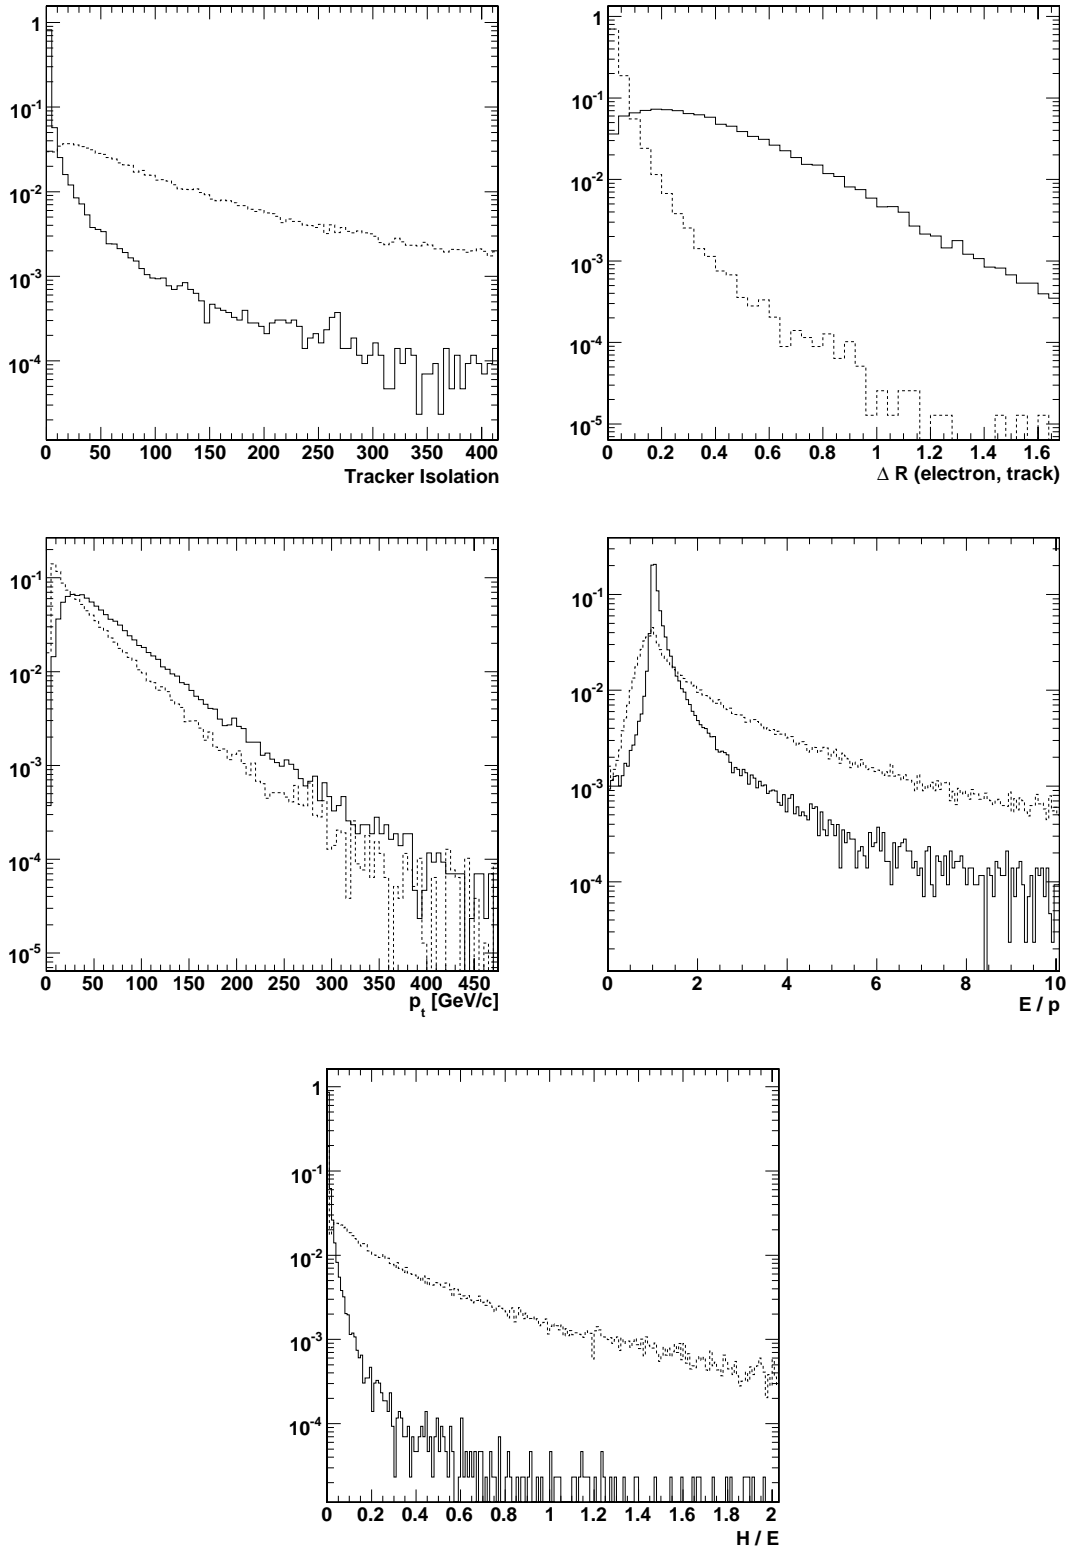 1
10-1
10-2
10-3
10-4
0 50 100 150 200 250 300 350 400
Tracker Isolation
1
10-1
10-2
10-3
10-4
10-5
0 0.2 0.4 0.6 0.8 1 1.2 1.4 1.6
Δ R (electron, track)
10-1
10-2
10-3
10-4
10-5
0 50 100 150 200 250 300 350 400 450
pt [GeV/c]
10-1
10-2
10-3
10-4
0 2 4 6 8 10
E / p
1
10-1
10-2
10-3
10-4
0 0.2 0.4 0.6 0.8 1 1.2 1.4 1.6 1.8 2
H / E